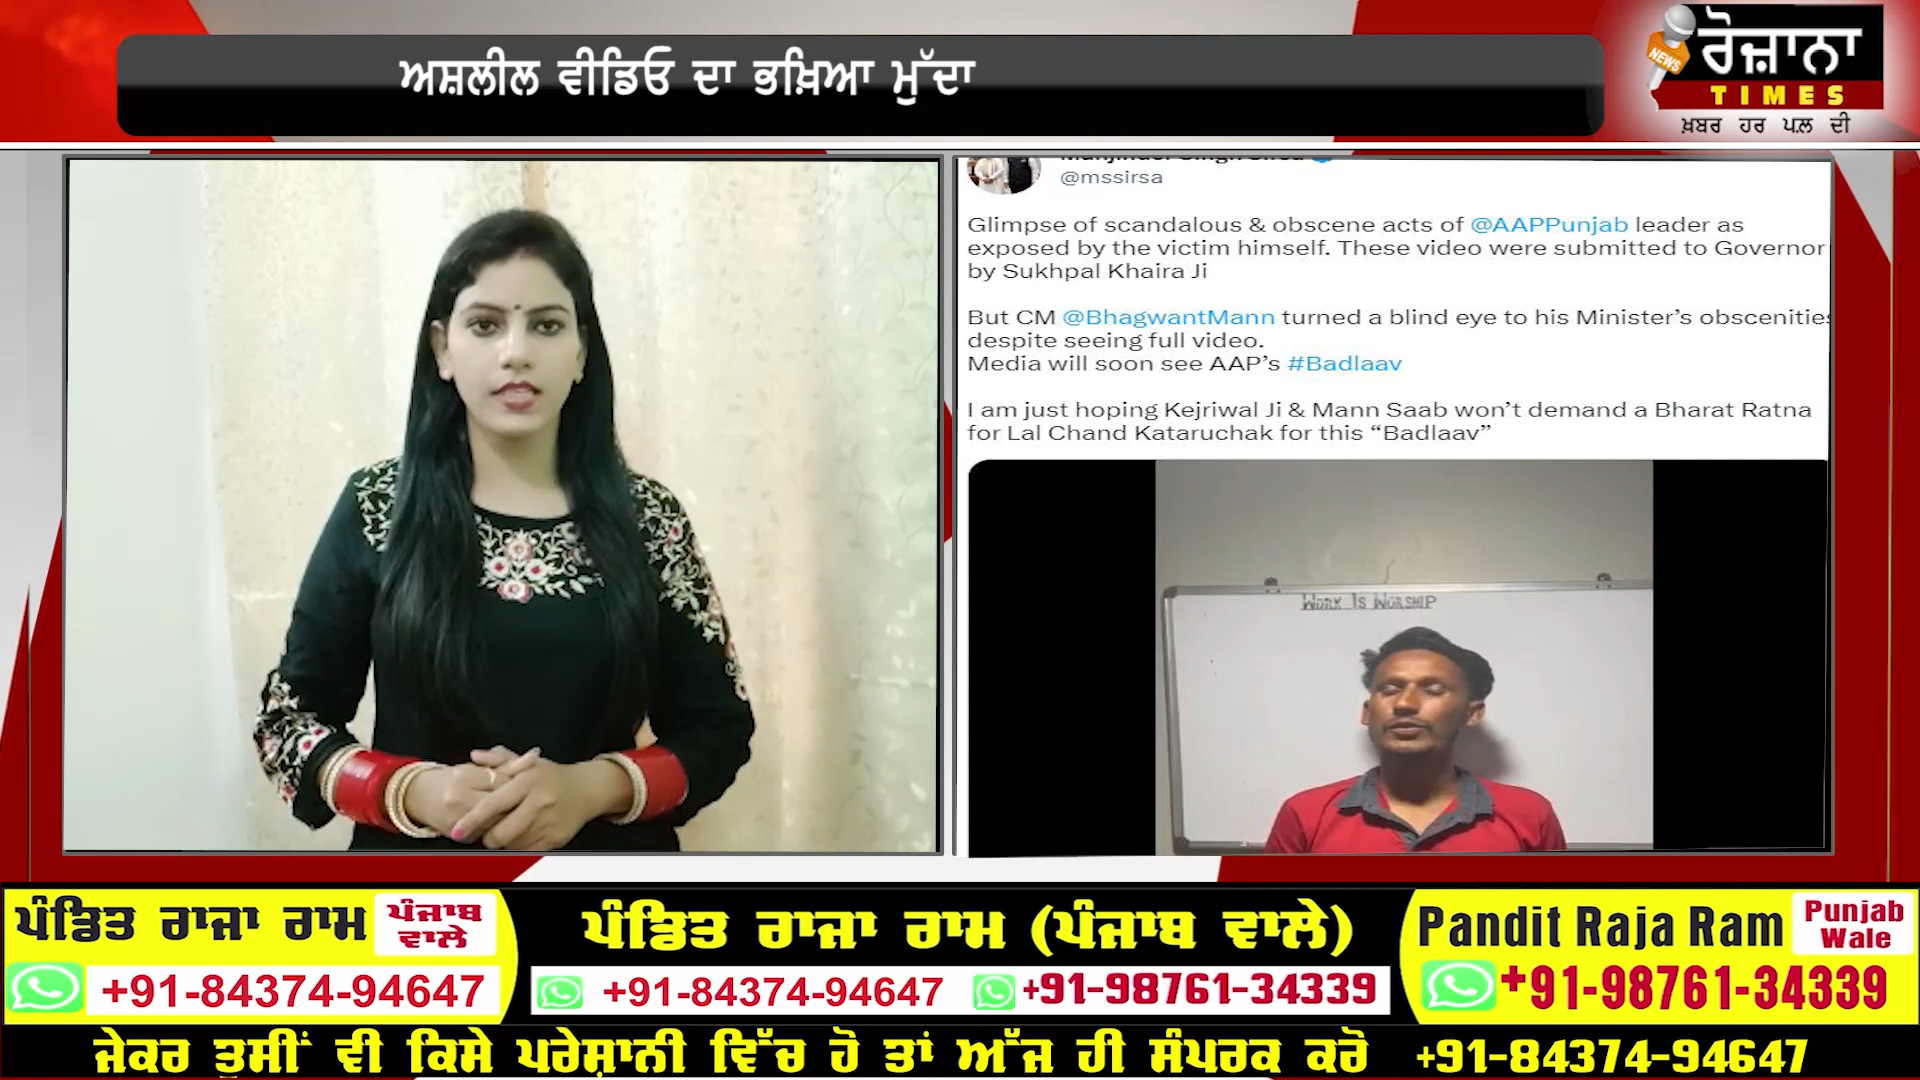 ਅਸ਼ਲੀਲ ਵੀਡਿਓ ਦਾ ਭਖ਼ਿਆ ਮੁੱਦਾ
NEWS
ਰੋਜ਼ਾਨਾ
TIMES
ਖ਼ਬਰ ਹਰ ਪਲ ਦੀ
@mssirsa
Glimpse of scandalous & obscene acts of @AAPPunjab leader as
exposed by the victim himself. These video were submitted to Governor
by Sukhpal Khaira Ji
But CM @BhagwantMann turned a blind eye to his Minister’s obscenities
despite seeing full video.
Media will soon see AAP’s #Badlaav
I am just hoping Kejriwal Ji & Mann Saab won’t demand a Bharat Ratna
for Lal Chand Kataruchak for this “Badlaav”
WORK IS WORSHIP
ਪੰਡਿਤ ਰਾਜਾ ਰਾਮ ਪੰਜਾਬ ਵਾਲੇ
+91-84374-94647
ਪੰਡਿਤ ਰਾਜਾ ਰਾਮ (ਪੰਜਾਬ ਵਾਲੇ)
+91-84374-94647 +91-98761-34339
Pandit Raja Ram Punjab Wale
+91-98761-34339
ਜੇਕਰ ਤੁਸੀਂ ਵੀ ਕਿਸੇ ਪਰੇਸ਼ਾਨੀ ਵਿੱਚ ਹੋ ਤਾਂ ਅੱਜ ਹੀ ਸੰਪਰਕ ਕਰੋ +91-84374-94647